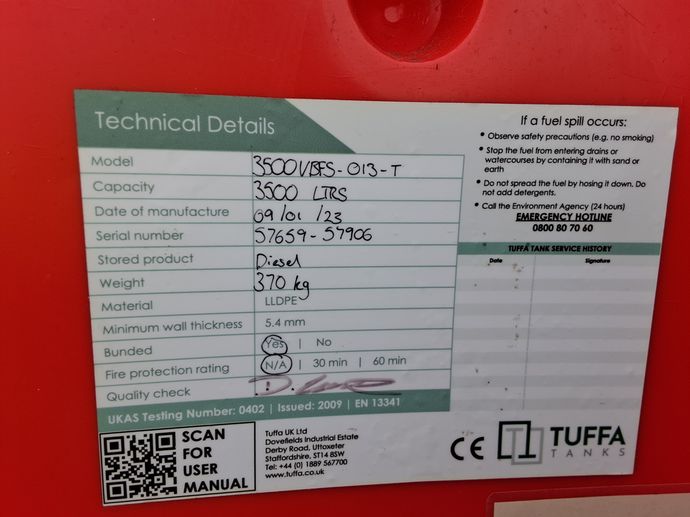 Technical Details
Model 3500VBFS-013-T
Capacity 3500 LTRS
Date of manufacture 09/01/23
Serial number 57659-57906
Stored product Diesel
Weight 370 kg
Material LLDPE
Minimum wall thickness 5.4 mm
Bunded Yes | No
Fire protection rating N/A | 30 min | 60 min
Quality check
UKAS Testing Number: 0402 | Issued: 2009 | EN 13341
SCAN
FOR
USER
MANUAL
Tuffa UK Ltd
Dovefields Industrial Estate
Derby Road, Uttoxeter
Staffordshire, ST14 8SW
Tel: +44 (0) 1889 567700
www.tuffa.co.uk
If a fuel spill occurs:
• Observe safety precautions (e.g. no smoking)
• Stop the fuel from entering drains or
watercourses by containing it with sand or
earth
• Do not spread the fuel by hosing it down. Do
not add detergents.
• Call the Environment Agency (24 hours)
EMERGENCY HOTLINE
0800 80 70 60
TUFFA TANK SERVICE HISTORY
Date Signature
CE TUFFA
TANKS